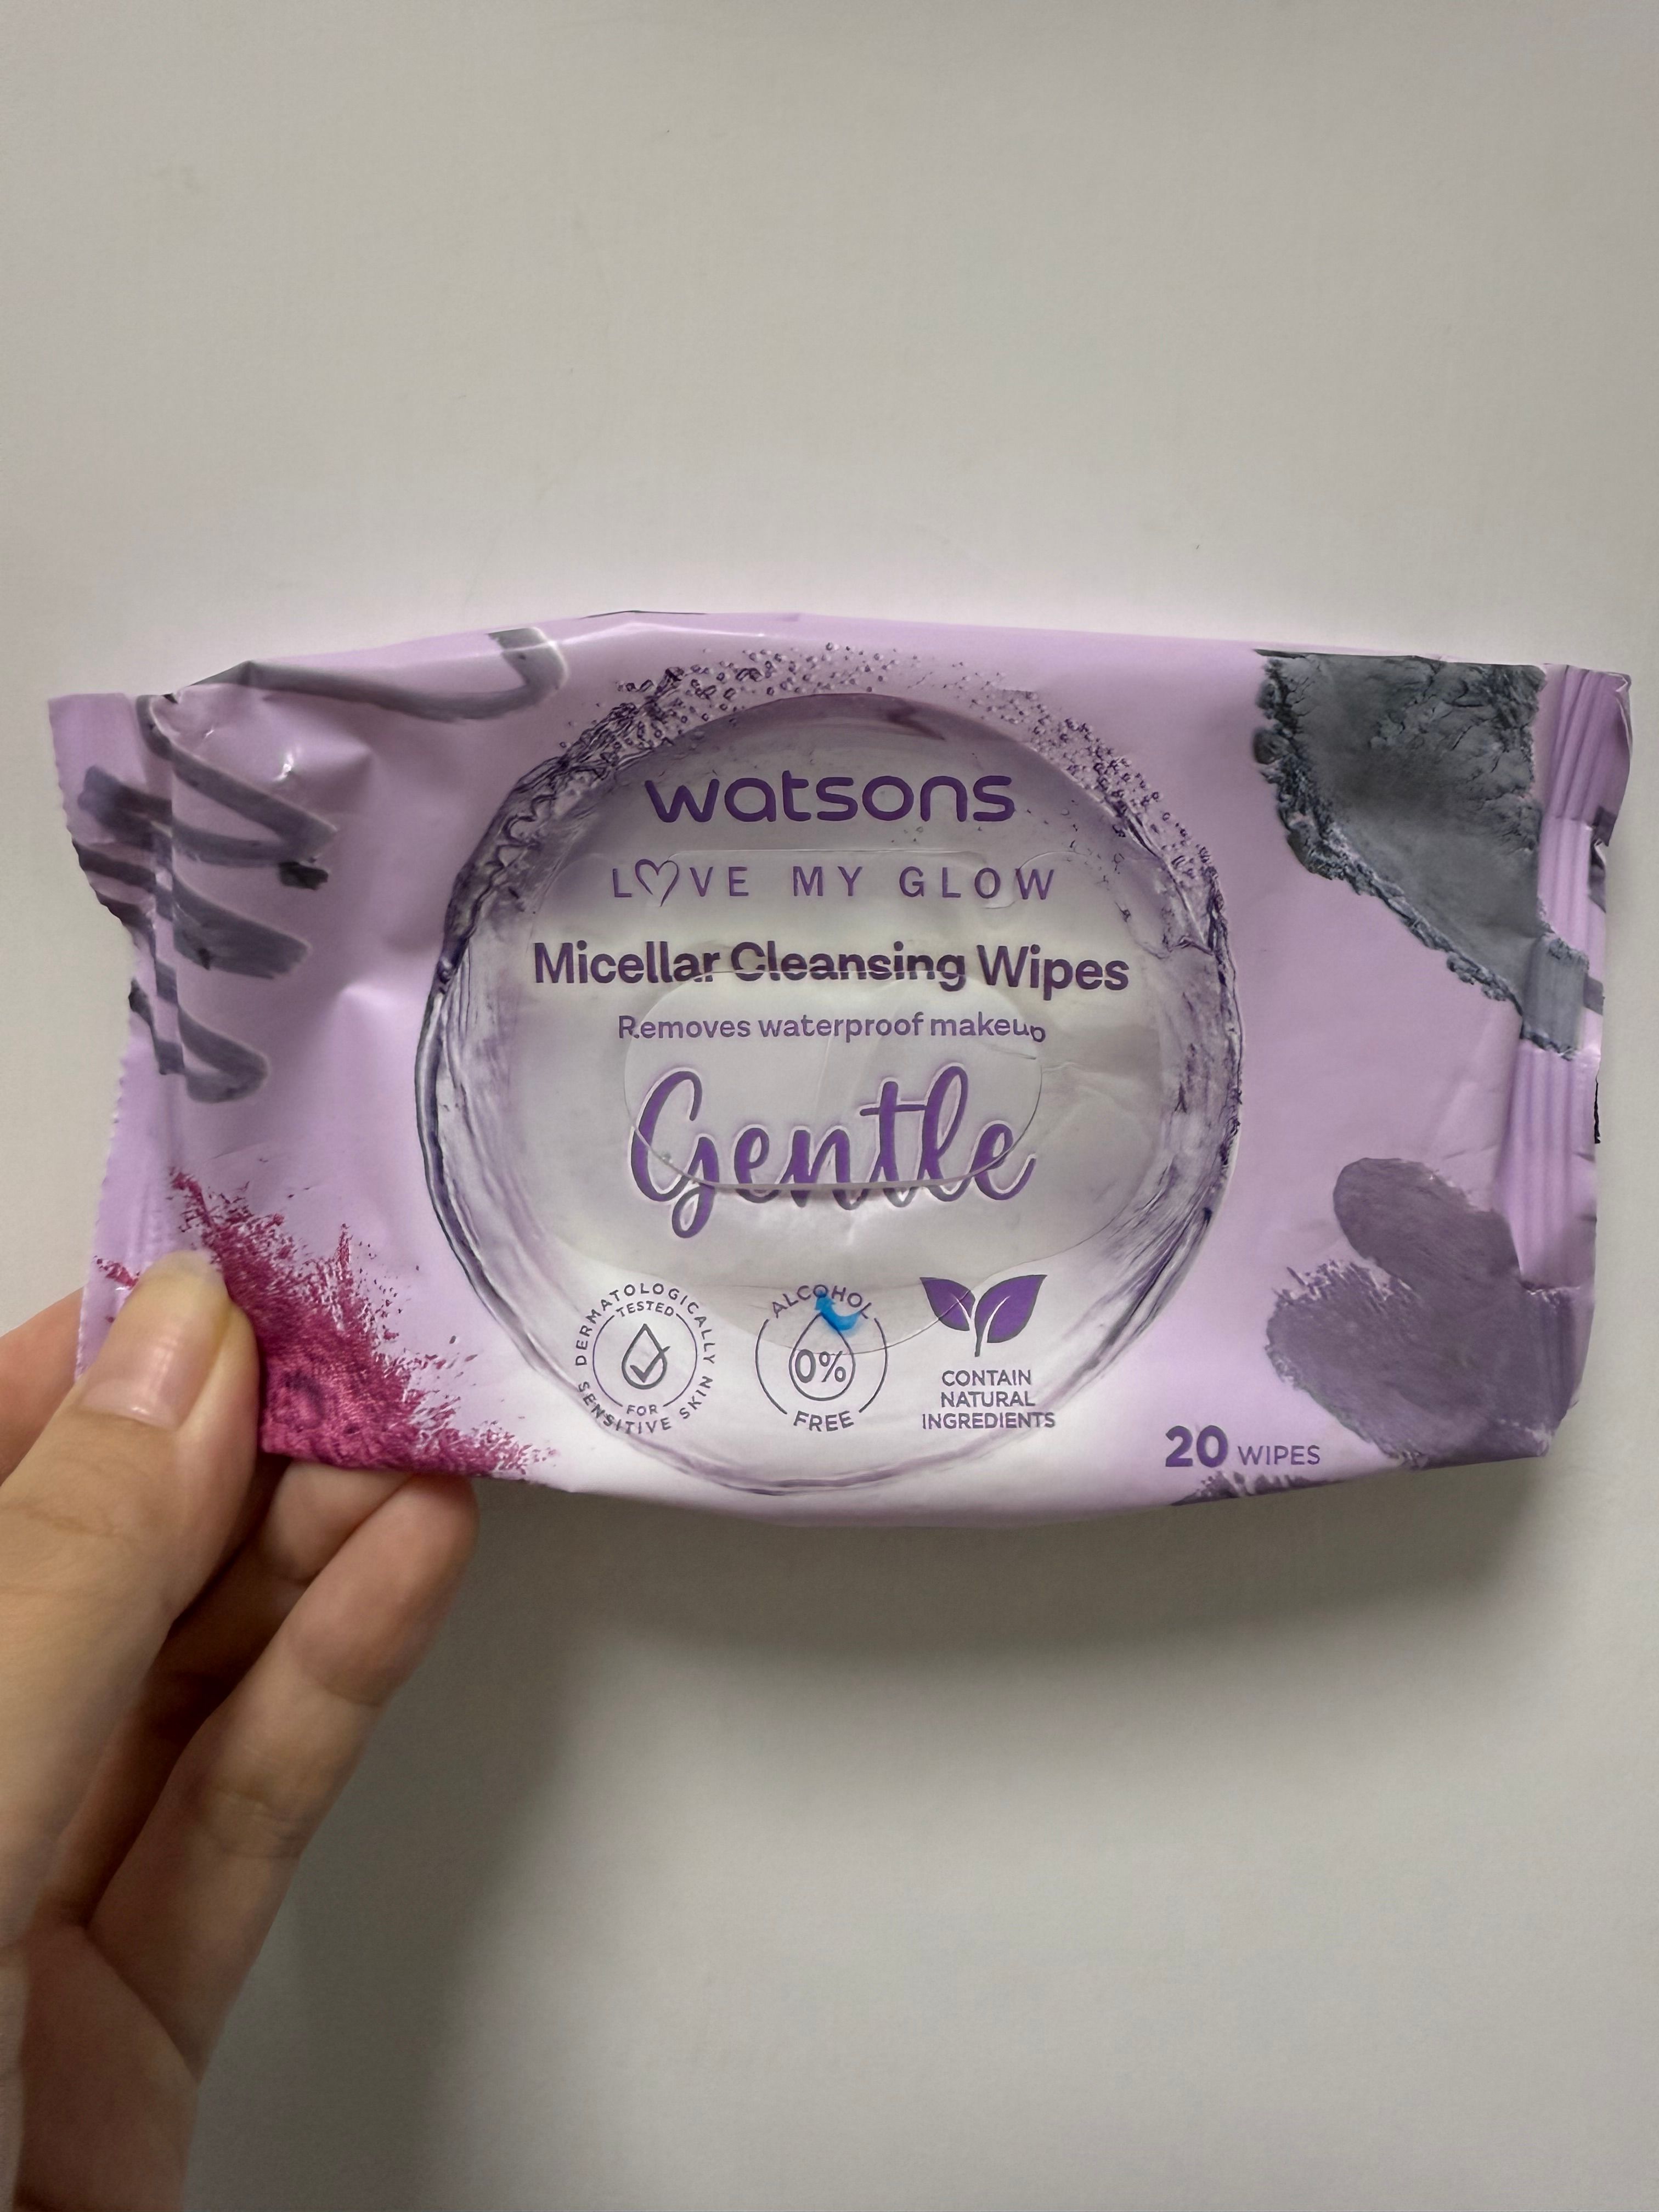 watsons
LOVE MY GLOW
Micellar Cleansing Wipes
Removes waterproof makeup
Gentle
DERMATOLOGICALLY
TESTED
FOR
SENSITIVE SKIN
ALCOHOL
0%
FREE
CONTAIN
NATURAL
INGREDIENTS
20 WIPES